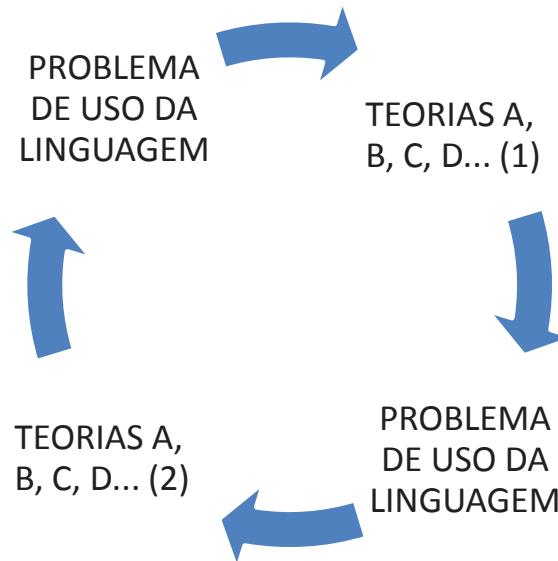 PROBLEMA
DE USO DA
LINGUAGEM
TEORIAS A,
B, C, D... (1)
PROBLEMA
DE USO DA
LINGUAGEM
TEORIAS A,
B, C, D... (2)